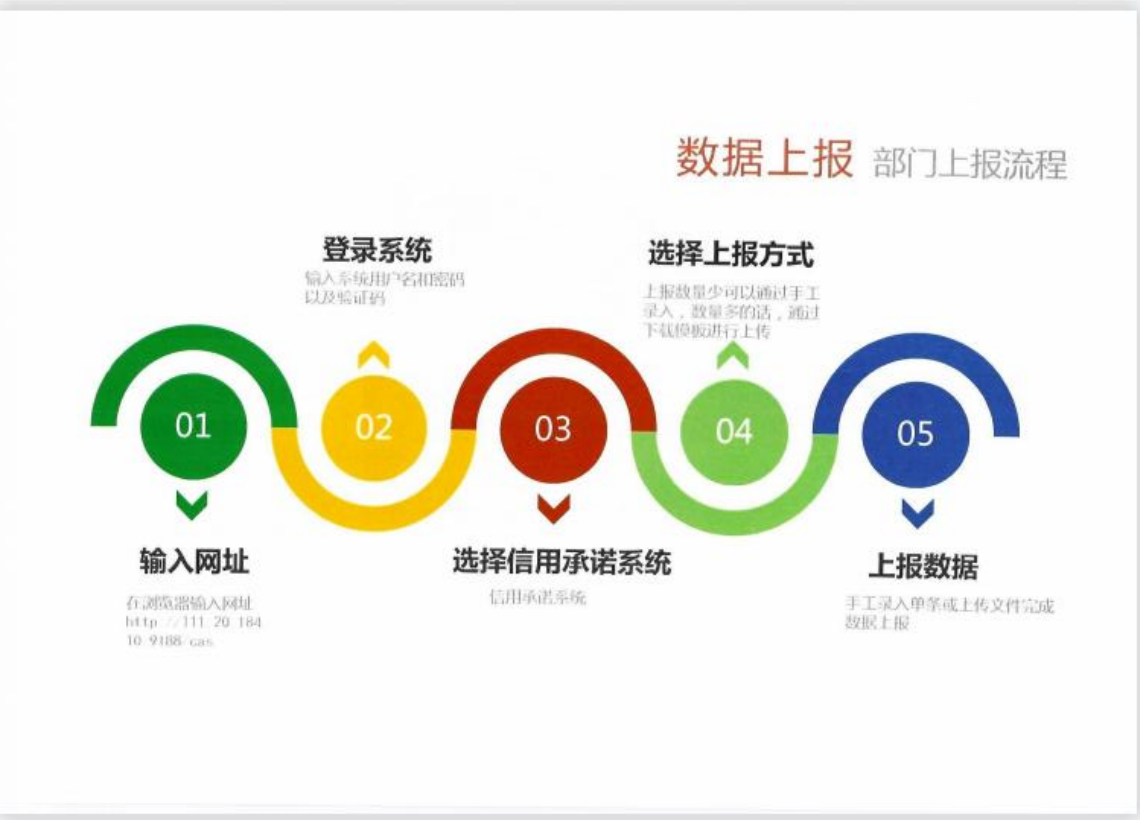 数据上报 部门上报流程
登录系统
输入系统用户名和密码
以及验证码
选择上报方式
上报数量少可以通过手工
录入，数量多的话，通过
下载模板进行上传
01
02
03
04
05
输入网址
在浏览器输入网址
http://111 20 184
10 9188/cas
选择信用承诺系统
信用承诺系统
上报数据
手工录入单条或上传文件完成
数据上报